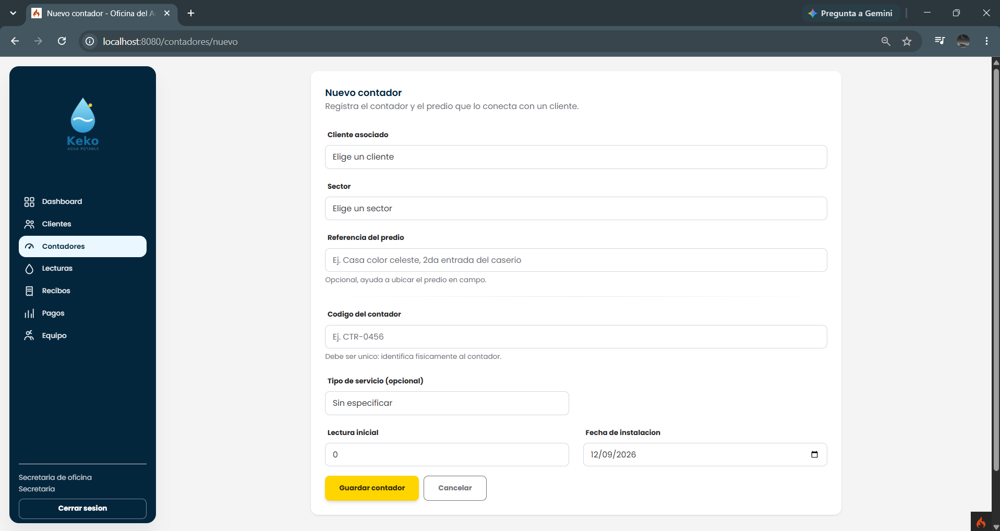 Nuevo contador - Oficina del A
Pregunta a Gemini
localhost:8080/contadores/nuevo
Keko
AGUA POTABLE
Dashboard
Clientes
Contadores
Lecturas
Recibos
Pagos
Equipo
Secretaria de oficina
Secretaria
Cerrar sesion
Nuevo contador
Registra el contador y el predio que lo conecta con un cliente.
Cliente asociado
Elige un cliente
Sector
Elige un sector
Referencia del predio
Ej. Casa color celeste, 2da entrada del caserio
Opcional, ayuda a ubicar el predio en campo.
Codigo del contador
Ej. CTR-0456
Debe ser unico: identifica fisicamente al contador.
Tipo de servicio (opcional)
Sin especificar
Lectura inicial
Fecha de instalacion
0
12/09/2026
Guardar contador
Cancelar